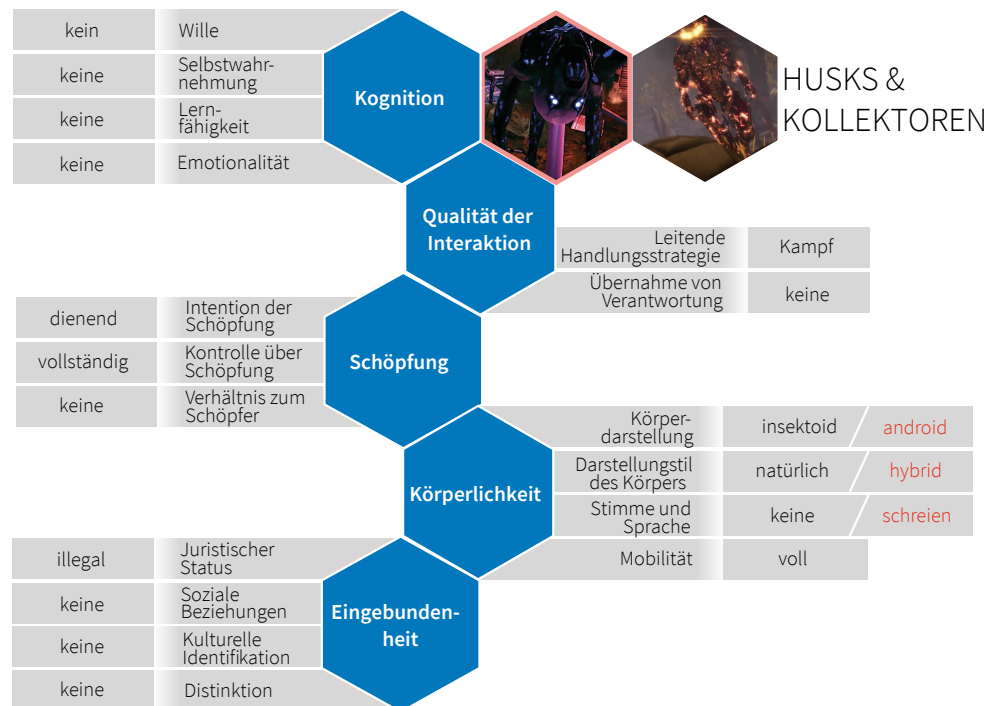 HUSKS &
KOLLEKTOREN
Kognition
kein Wille
keine Selbstwahr-
nehmung
keine Lern-
fähigkeit
keine Emotionalität
Qualität der
Interaktion
Leitende
Handlungsstrategie Kampf
Übernahme von
Verantwortung keine
Schöpfung
dienend Intention der
Schöpfung
vollständig Kontrolle über
Schöpfung
keine Verhältnis zum
Schöpfer
Körperlichkeit
Körper-
darstellung insektoid / android
Darstellungstil
des Körpers natürlich / hybrid
Stimme und
Sprache keine / schreien
Mobilität voll
Eingebunden-
heit
illegal Juristischer
Status
keine Soziale
Beziehungen
keine Kulturelle
Identifikation
keine Distinktion